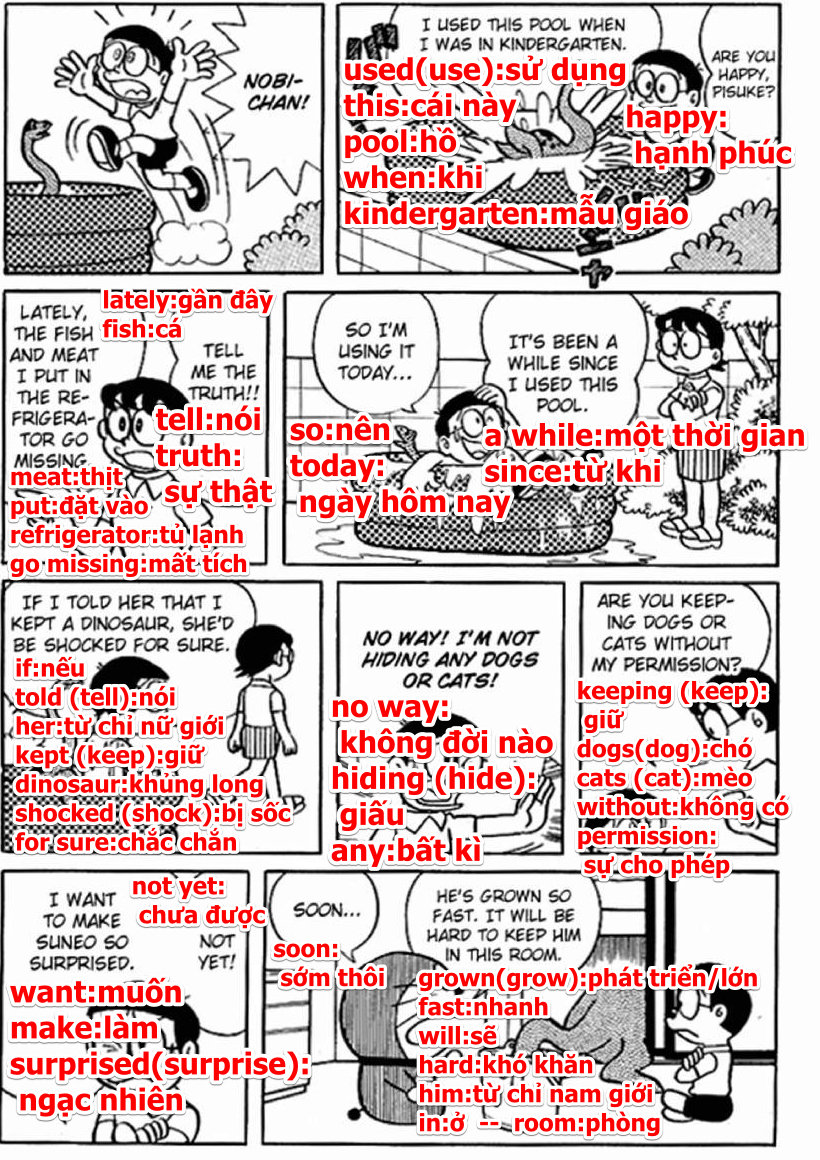 ARE YOU
HAPPY,
PISUKE?
happy:
hạnh phúc
I USED THIS POOL WHEN
I WAS IN KINDERGARTEN.
used(use):sử dụng
this:cái này
pool:hồ
when:khi
kindergarten:mẫu giáo
NOBI-
CHAN!
IT'S BEEN A
WHILE SINCE
I USED THIS
POOL.
a while:một thời gian
since:từ khi
SO I'M
USING IT
TODAY...
so:nên
today:
ngày hôm nay
TELL
ME THE
TRUTH!!
tell:nói
truth:
sự thật
LATELY,
THE FISH
AND MEAT
I PUT IN
THE RE-
FRIGERA-
TOR GO
MISSING.
lately:gần đây
fish:cá
meat:thịt
put:đặt vào
refrigerator:tủ lạnh
go missing:mất tích
ARE YOU KEEP-
ING DOGS OR
CATS WITHOUT
MY PERMISSION?
keeping (keep):
giữ
dogs(dog):chó
cats (cat):mèo
without:không có
permission:
sự cho phép
NO WAY! I'M NOT
HIDING ANY DOGS
OR CATS!
no way:
không đời nào
hiding (hide):
giấu
any:bất kì
IF I TOLD HER THAT I
KEPT A DINOSAUR, SHE'D
BE SHOCKED FOR SURE.
if:nếu
told (tell):nói
her:từ chỉ nữ giới
kept (keep):giữ
dinosaur:khủng long
shocked (shock):bị sốc
for sure:chắc chắn
HE'S GROWN SO
FAST. IT WILL BE
HARD TO KEEP HIM
IN THIS ROOM.
grown(grow):phát triển/lớn
fast:nhanh
will:sẽ
hard:khó khăn
him:từ chỉ nam giới
in:ở -- room:phòng
SOON...
soon:
sớm thôi
NOT
YET!
not yet:
chưa được
I WANT
TO MAKE
SUNEO SO
SURPRISED.
want:muốn
make:làm
surprised(surprise):
ngạc nhiên